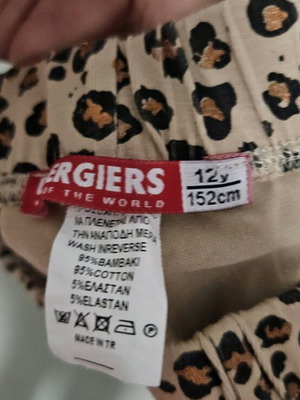 ERGIERS
OF THE WORLD
12y
152cm
ΝΑ ΠΛΕΝΕΤΑΙ ΑΠΟ
ΤΗΝ ΑΝΑΠΟΔΗ ΜΕΡΙΑ
WASH INREVERSE
95%ΒΑΜΒΑΚΙ
95%COTTON
5%ΕΛΑΣΤΑΝ
5%ELASTAN
MADE IN TR